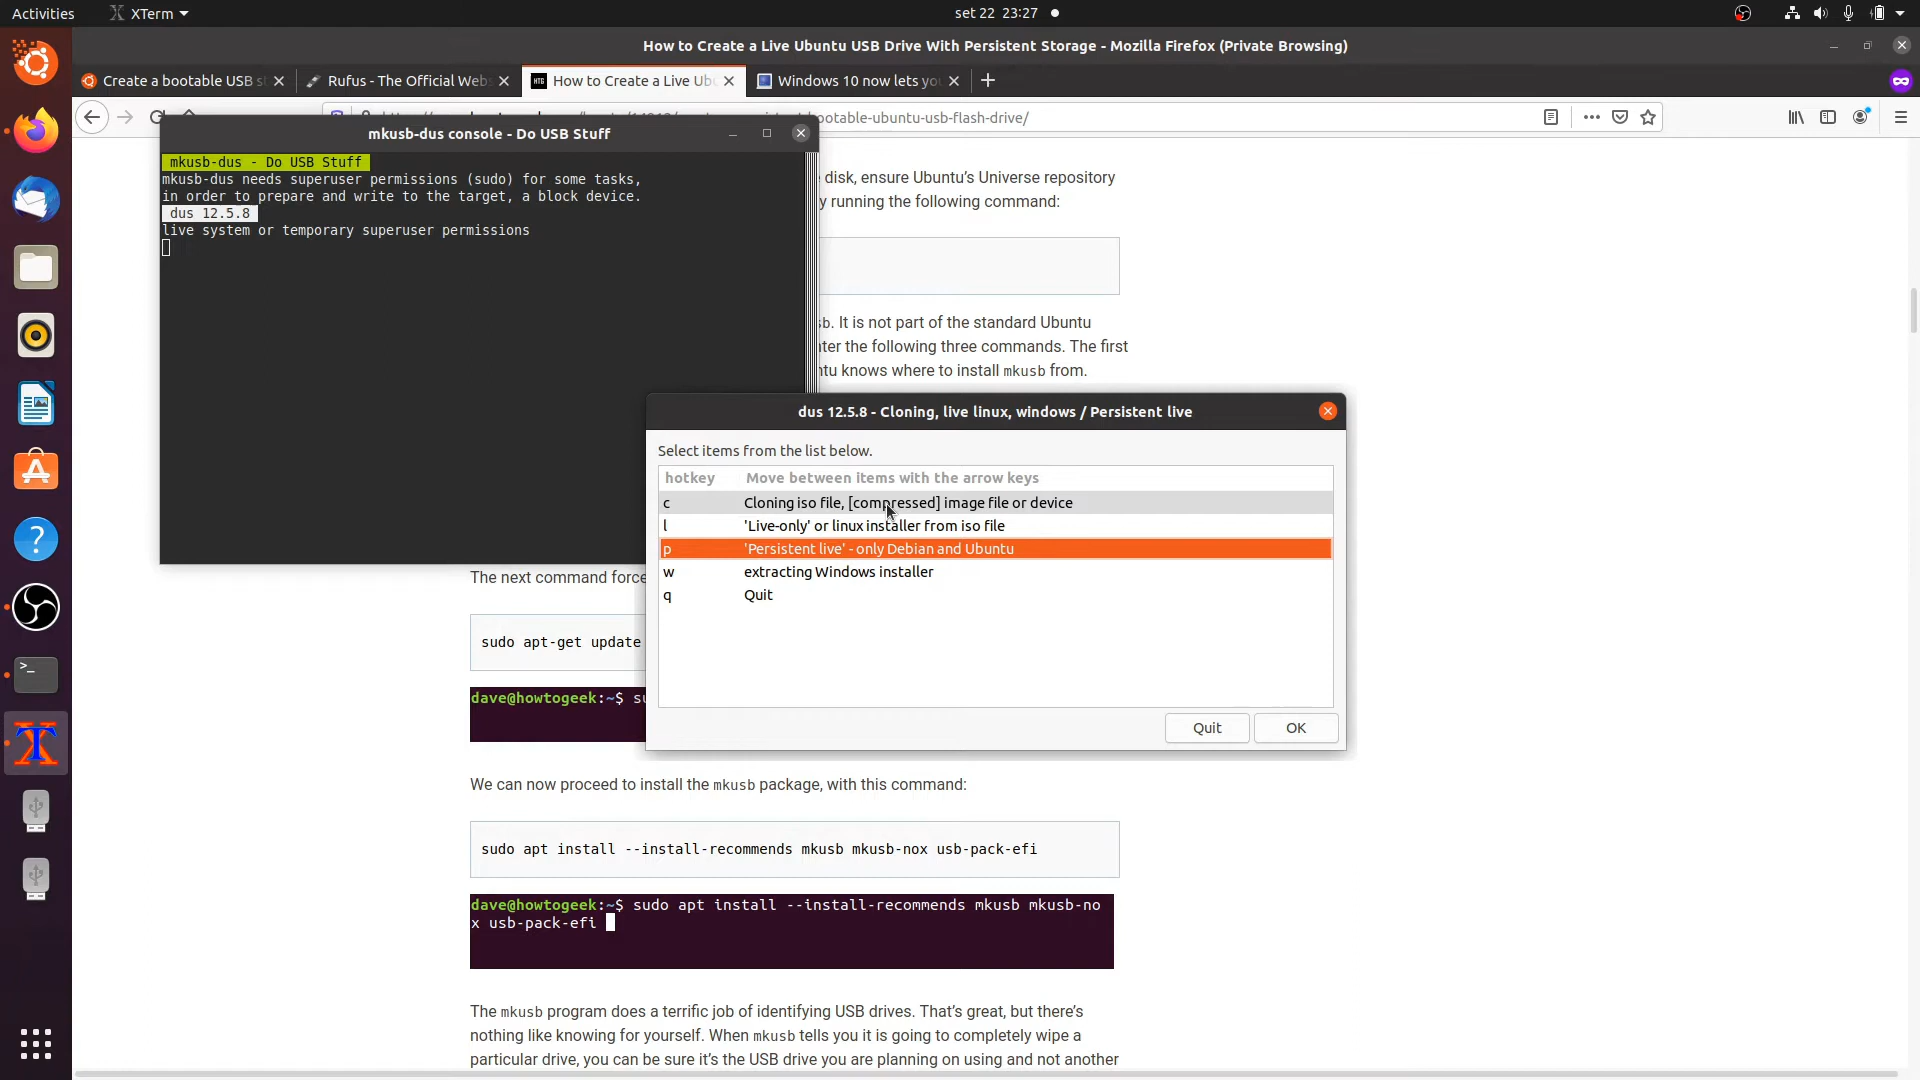 Activities
XTerm
set 22 23:27
How to Create a Live Ubuntu USB Drive With Persistent Storage - Mozilla Firefox (Private Browsing)
Create a bootable USB s
Rufus - The Official Web
HTG
How to Create a Live Ub
Windows 10 now lets yo
ootable-ubuntu-usb-flash-drive/
mkusb-dus console - Do USB Stuff
mkusb-dus - Do USB Stuff
mkusb-dus needs superuser permissions (sudo) for some tasks,
in order to prepare and write to the target, a block device.
dus 12.5.8
live system or temporary superuser permissions
disk, ensure Ubuntu’s Universe repository
y running the following command:
sb. It is not part of the standard Ubuntu
nter the following three commands. The first
ntu knows where to install mkusb from.
dus 12.5.8 - Cloning, live linux, windows / Persistent live
Select items from the list below.
hotkey Move between items with the arrow keys
c Cloning iso file, [compressed] image file or device
l 'Live-only' or linux installer from iso file
p 'Persistent live' - only Debian and Ubuntu
w extracting Windows installer
q Quit
Quit
OK
The next command force
sudo apt-get update
dave@howtogeek:~$ su
We can now proceed to install the mkusb package, with this command:
sudo apt install --install-recommends mkusb mkusb-nox usb-pack-efi
dave@howtogeek:~$ sudo apt install --install-recommends mkusb mkusb-no
x usb-pack-efi
The mkusb program does a terrific job of identifying USB drives. That’s great, but there’s
nothing like knowing for yourself. When mkusb tells you it is going to completely wipe a
particular drive, you can be sure it’s the USB drive you are planning on using and not another